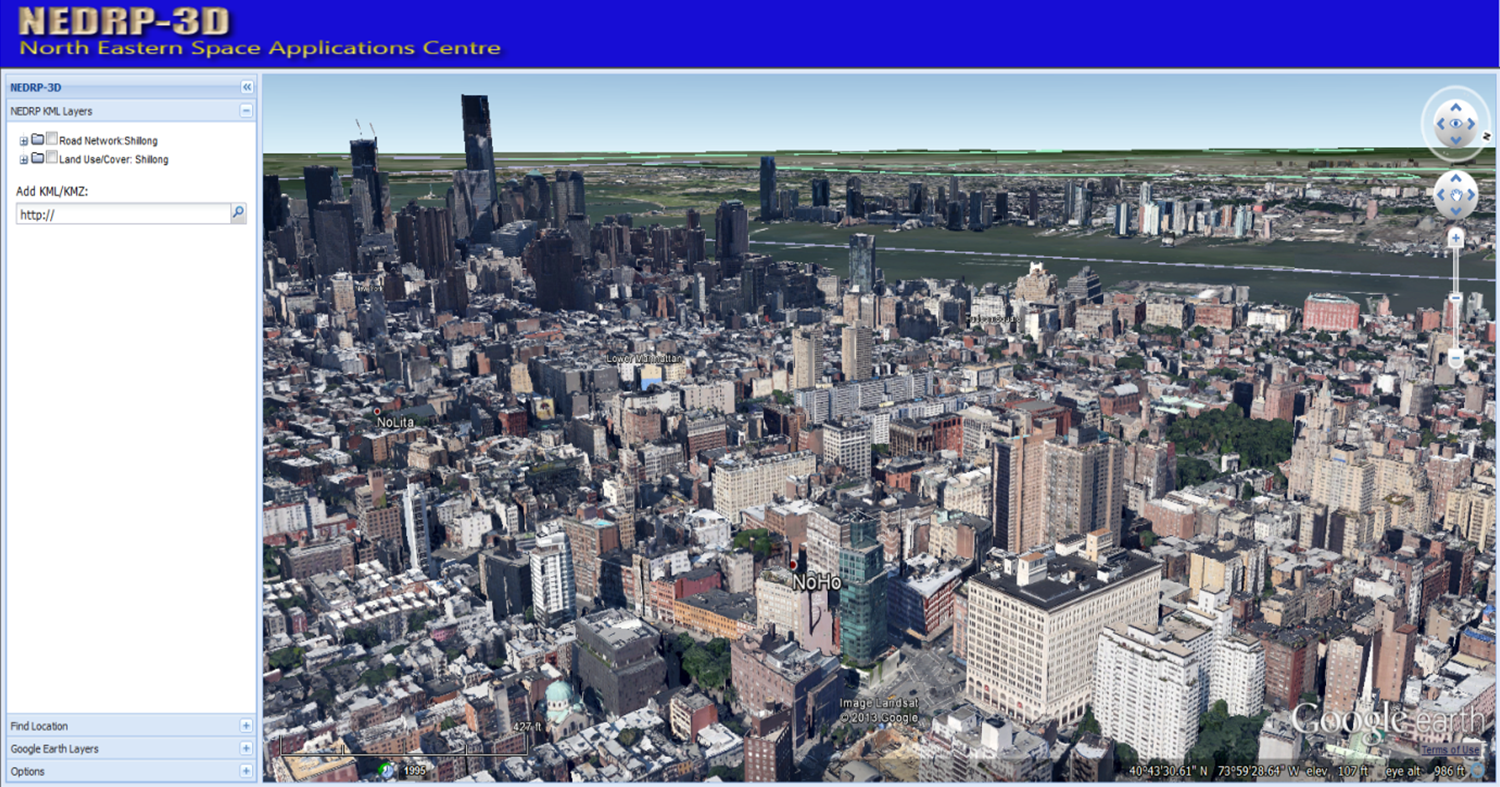 NEDRP-3D
North Eastern Space Applications Centre
NEDRP-3D
NEDRP KML Layers
Road Network:Shillong
Land Use/Cover: Shillong
Add KML/KMZ:
http://
Find Location
Google Earth Layers
Options
N
Lower Manhattan
NoLita
NoHo
Image Landsat
© 2013 Google
427 ft
1995
Google earth
Terms of Use
40°43'30.61" N 73°59'28.64" W elev 107 ft eye alt 986 ft